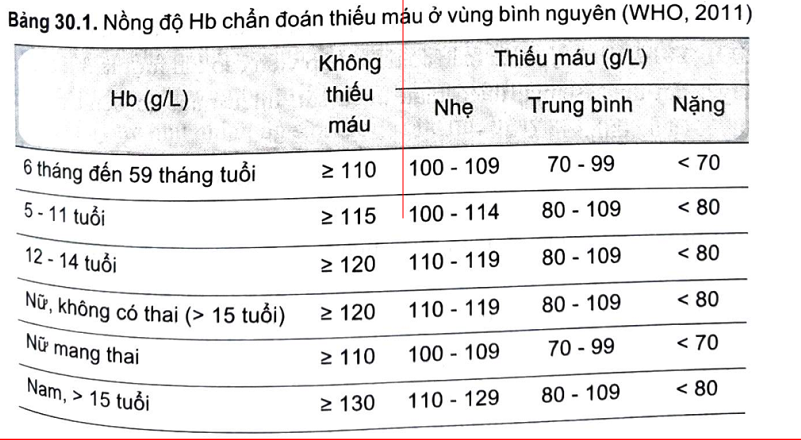 Bảng 30.1. Nồng độ Hb chẩn đoán thiếu máu ở vùng bình nguyên (WHO, 2011)
Hb (g/L) Không thiếu máu Thiếu máu (g/L)
Nhẹ Trung bình Nặng
6 tháng đến 59 tháng tuổi ≥ 110 100 - 109 70 - 99 < 70
5 - 11 tuổi ≥ 115 100 - 114 80 - 109 < 80
12 - 14 tuổi ≥ 120 110 - 119 80 - 109 < 80
Nữ, không có thai (> 15 tuổi) ≥ 120 110 - 119 80 - 109 < 80
Nữ mang thai ≥ 110 100 - 109 70 - 99 < 70
Nam, > 15 tuổi ≥ 130 110 - 129 80 - 109 < 80